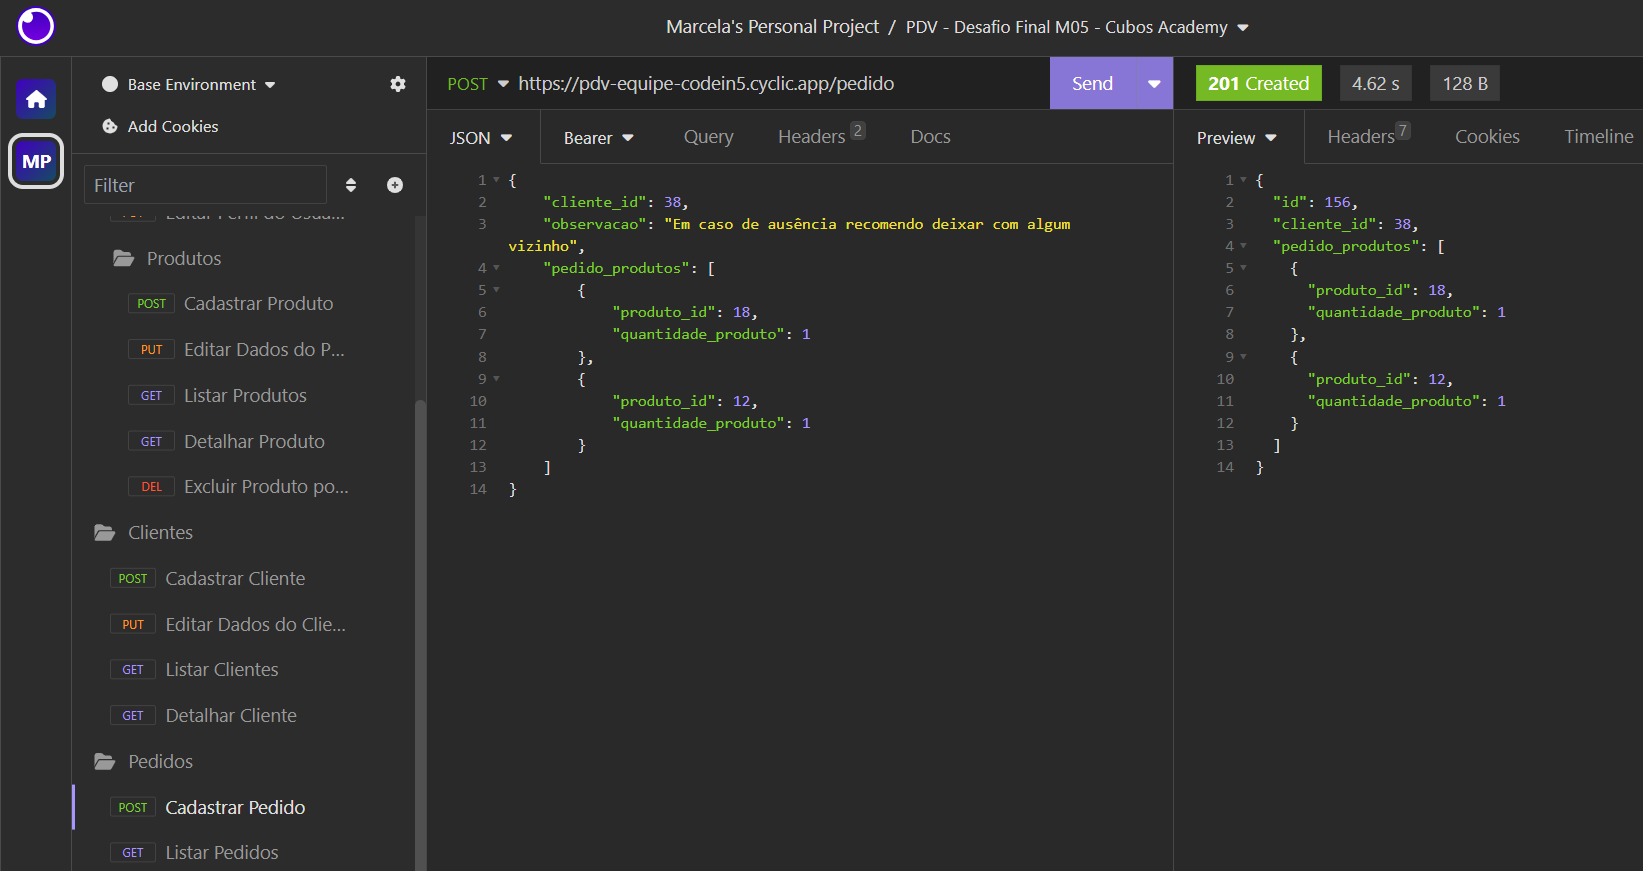 Marcela's Personal Project / PDV - Desafio Final M05 - Cubos Academy
MP
Base Environment
Add Cookies
Filter
Editar Perfil do Usuá...
Produtos
POST Cadastrar Produto
PUT Editar Dados do P...
GET Listar Produtos
GET Detalhar Produto
DEL Excluir Produto po...
Clientes
POST Cadastrar Cliente
PUT Editar Dados do Clie...
GET Listar Clientes
GET Detalhar Cliente
Pedidos
POST Cadastrar Pedido
GET Listar Pedidos
POST https://pdv-equipe-codein5.cyclic.app/pedido
Send
JSON Bearer Query Headers 2 Docs
1 {
2 "cliente_id": 38,
3 "observacao": "Em caso de ausência recomendo deixar com algum
vizinho",
4 "pedido_produtos": [
5 {
6 "produto_id": 18,
7 "quantidade_produto": 1
8 },
9 {
10 "produto_id": 12,
11 "quantidade_produto": 1
12 }
13 ]
14 }
201 Created 4.62 s 128 B
Preview Headers 7 Cookies Timeline
1 {
2 "id": 156,
3 "cliente_id": 38,
4 "pedido_produtos": [
5 {
6 "produto_id": 18,
7 "quantidade_produto": 1
8 },
9 {
10 "produto_id": 12,
11 "quantidade_produto": 1
12 }
13 ]
14 }